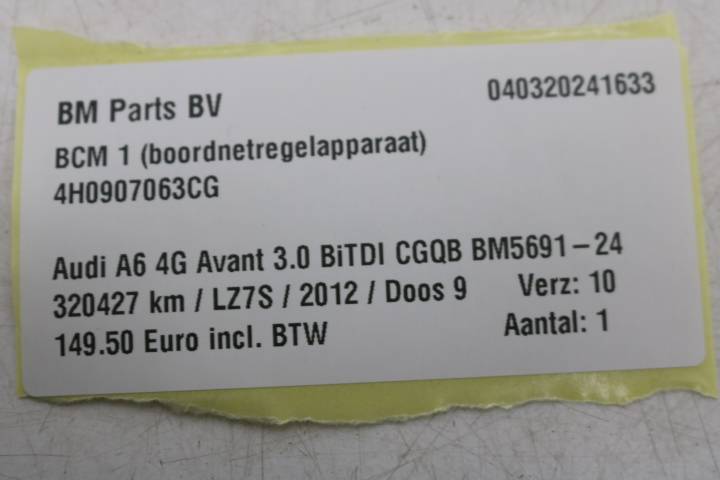 BM Parts BV 040320241633
BCM 1 (boordnetregelapparaat)
4H0907063CG
Audi A6 4G Avant 3.0 BiTDI CGQB BM5691-24
320427 km / LZ7S / 2012 / Doos 9 Verz: 10
149.50 Euro incl. BTW Aantal: 1